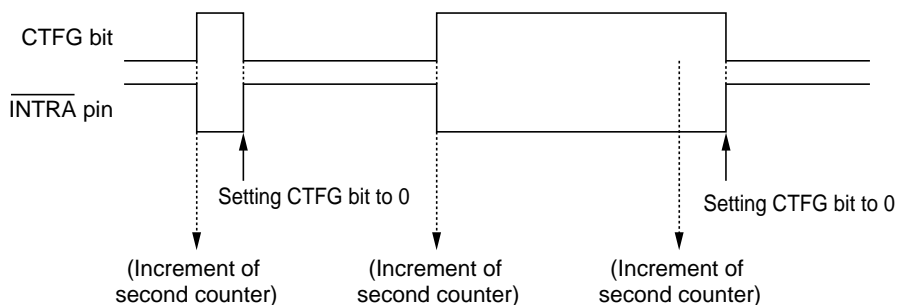 CTFG bit
INTRA pin
Setting CTFG bit to 0
Setting CTFG bit to 0
(Increment of
second counter)
(Increment of
second counter)
(Increment of
second counter)